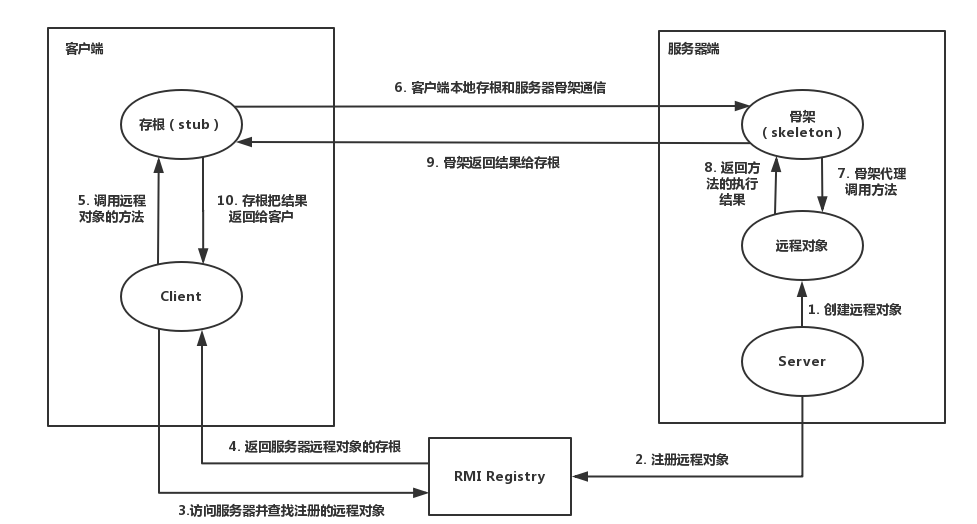 客户端
服务器端
6. 客户端本地存根和服务器骨架通信
存根（stub）
骨架
（skeleton）
9. 骨架返回结果给存根
8. 返回方
法的执行
结果
7. 骨架代理
调用方法
5. 调用远程
对象的方法
10. 存根把结果
返回给客户
远程对象
Client
1. 创建远程对象
Server
4. 返回服务器远程对象的存根
2. 注册远程对象
RMI Registry
3.访问服务器并查找注册的远程对象